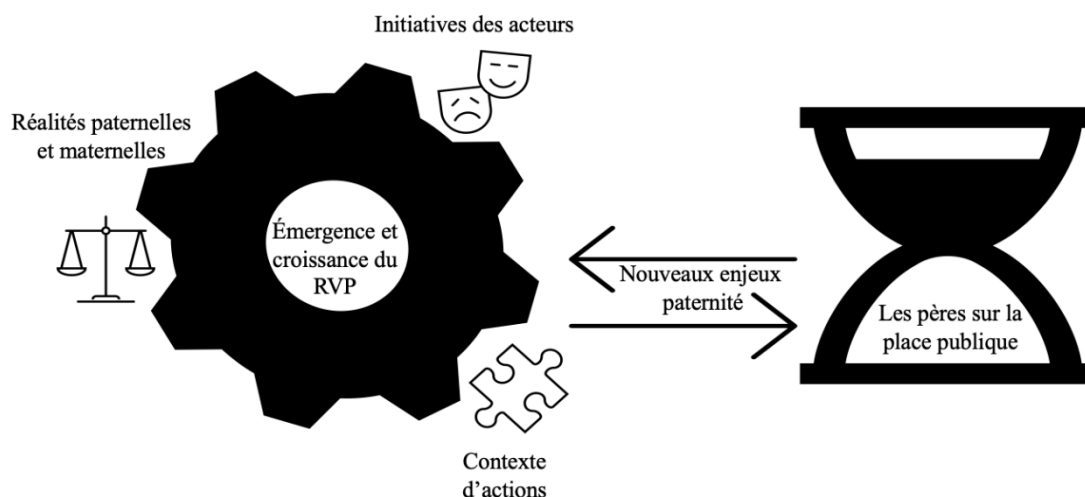 Initiatives des acteurs
Réalités paternelles
et maternelles
Émergence et
croissance du
RVP
Nouveaux enjeux
paternité
Les pères sur la
place publique
Contexte
d’actions